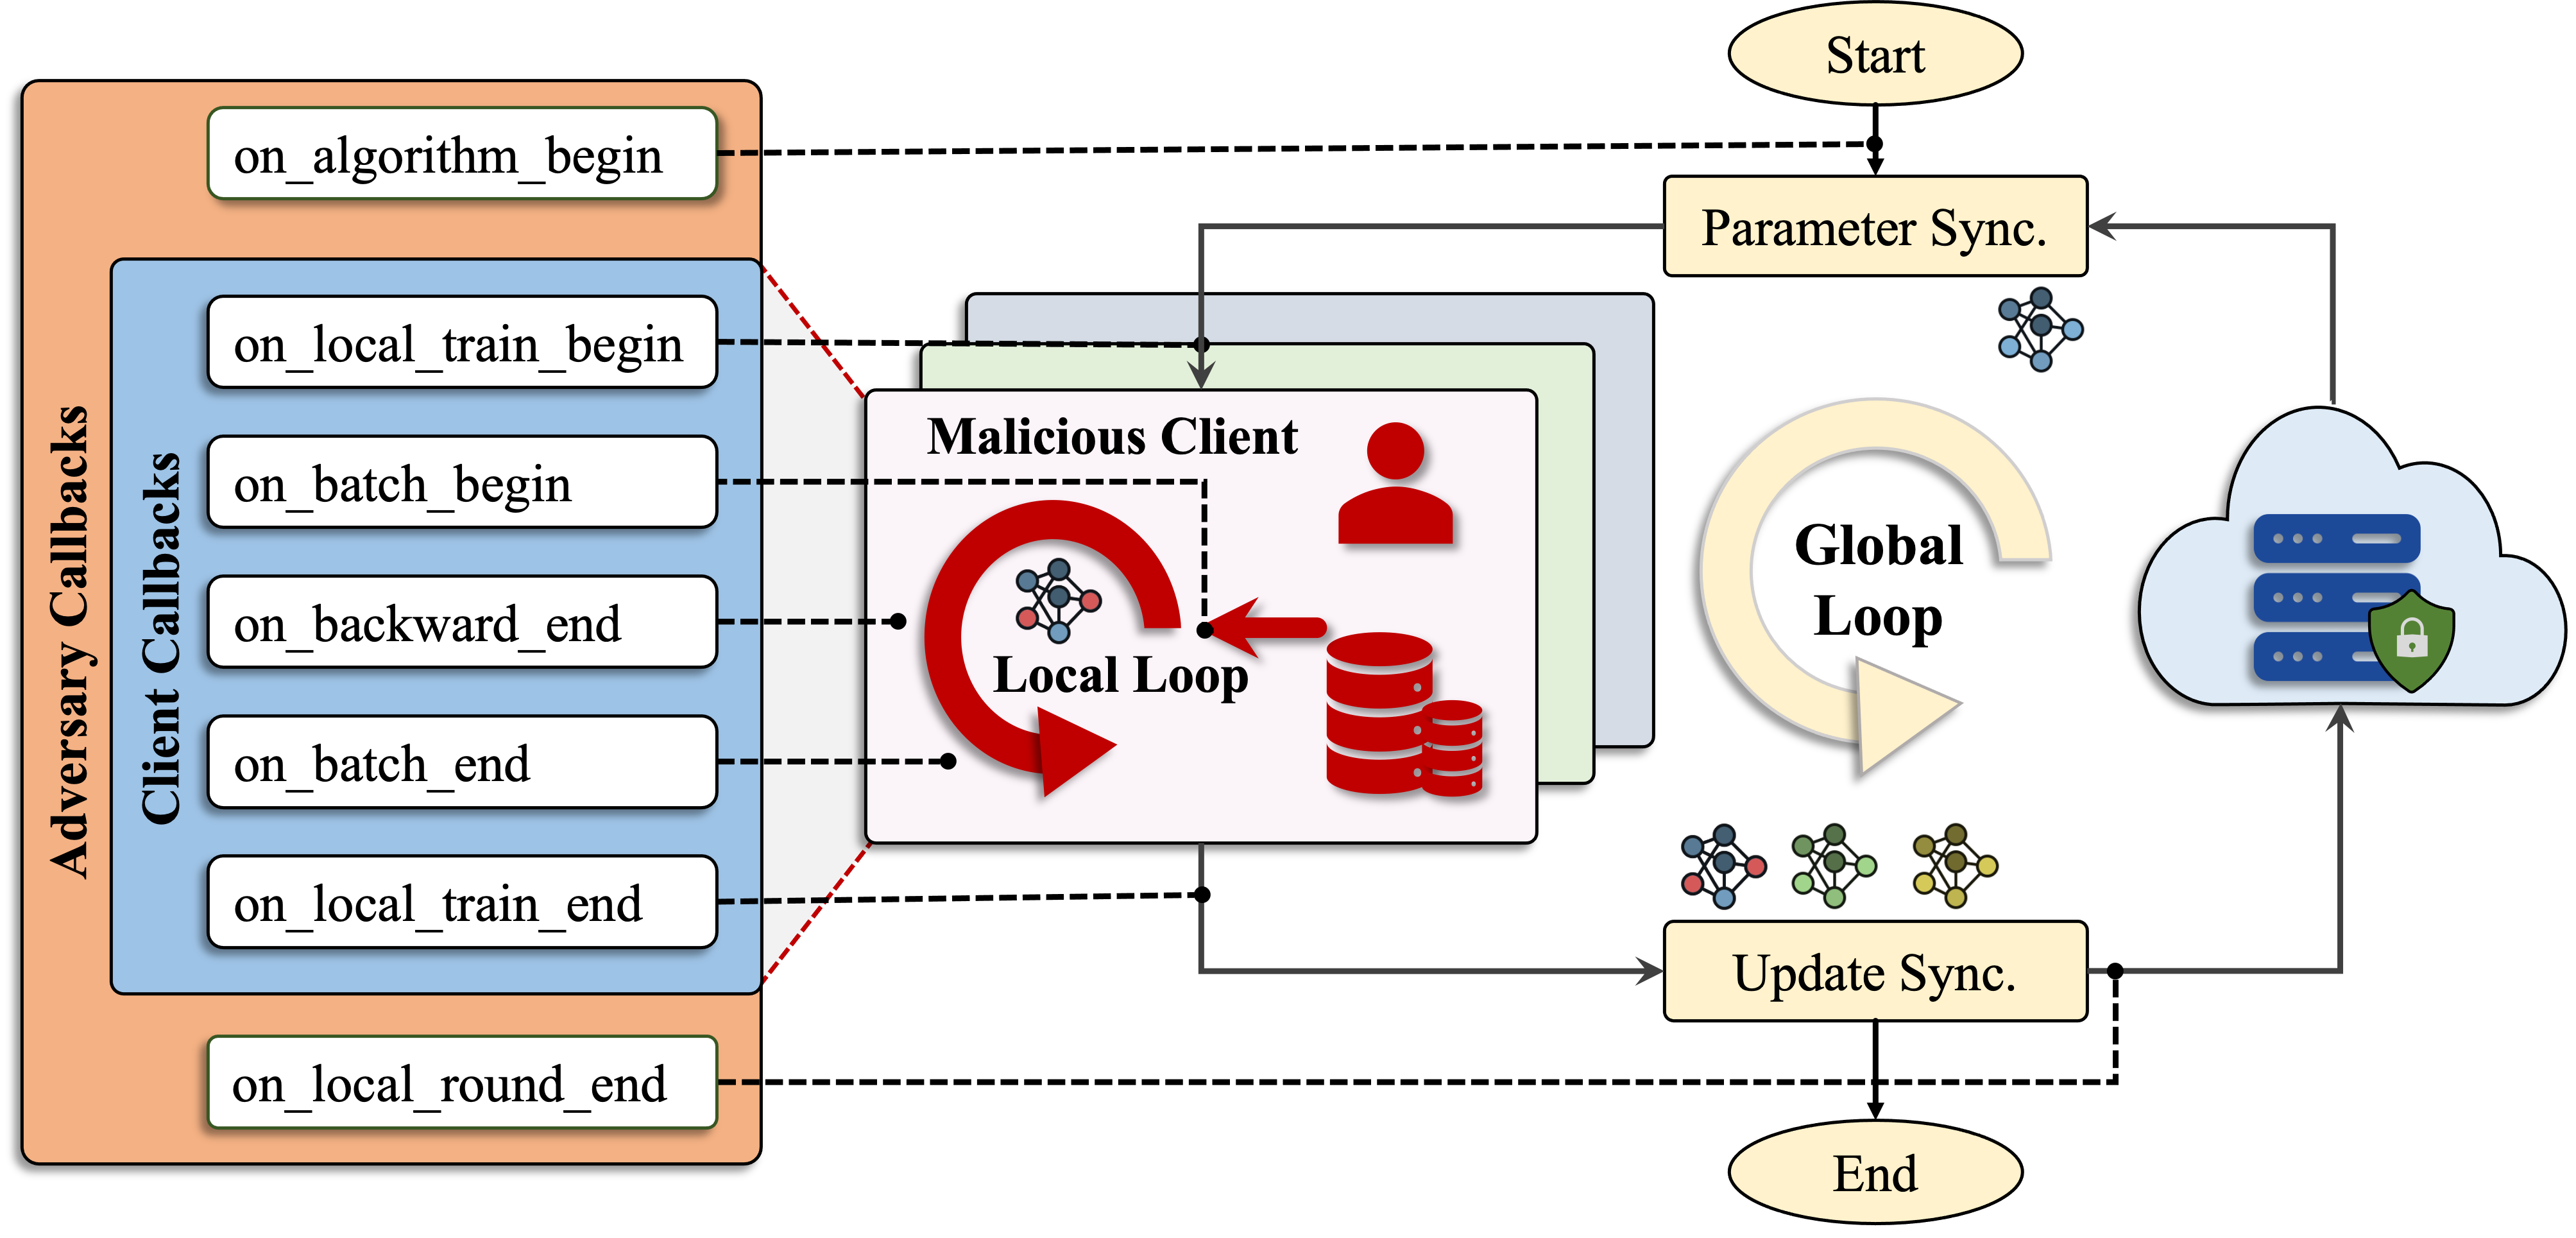 Adversary Callbacks
Client Callbacks
on_algorithm_begin
on_local_train_begin
on_batch_begin
on_backward_end
on_batch_end
on_local_train_end
on_local_round_end
Malicious Client
Local Loop
Start
Parameter Sync.
Global
Loop
Update Sync.
End